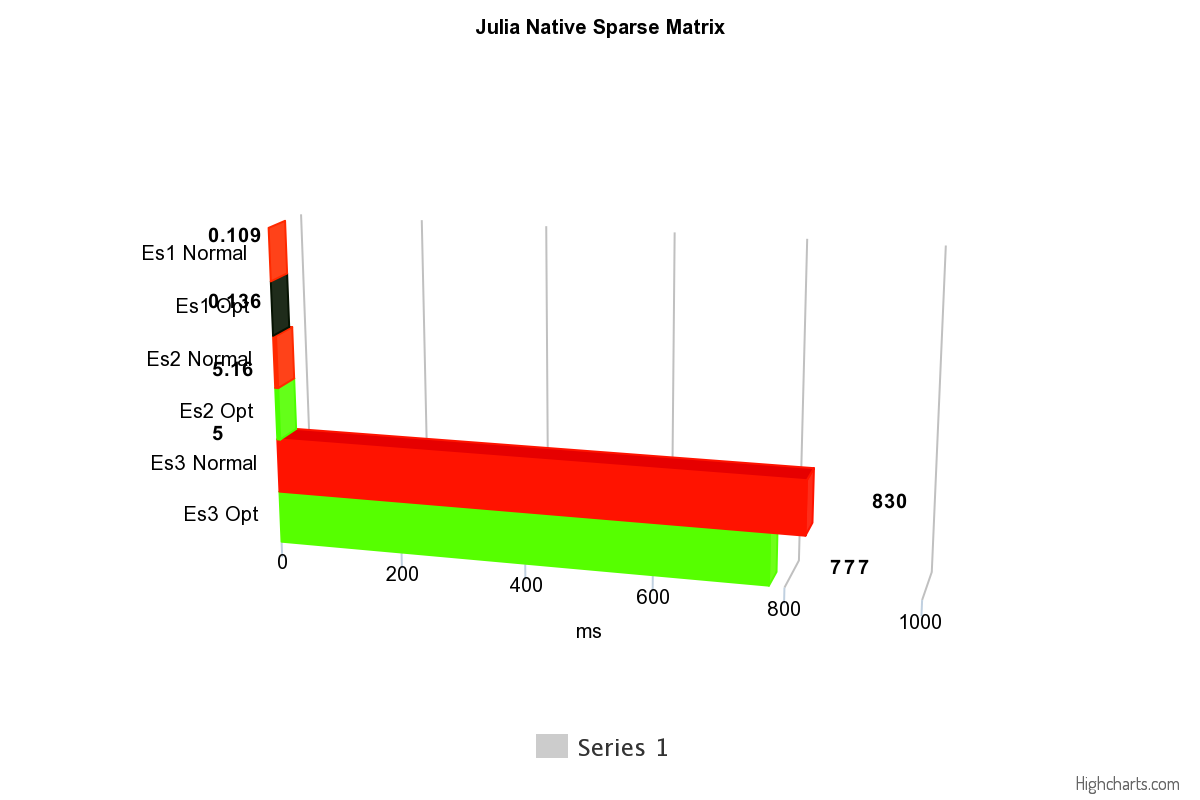 Julia Native Sparse Matrix
0.109
Es1 Normal
0.136
Es1 Opt
Es2 Normal
5.16
Es2 Opt
5
Es3 Normal
830
Es3 Opt
777
0
200
400
600
800
1000
ms
Series 1
Highcharts.com